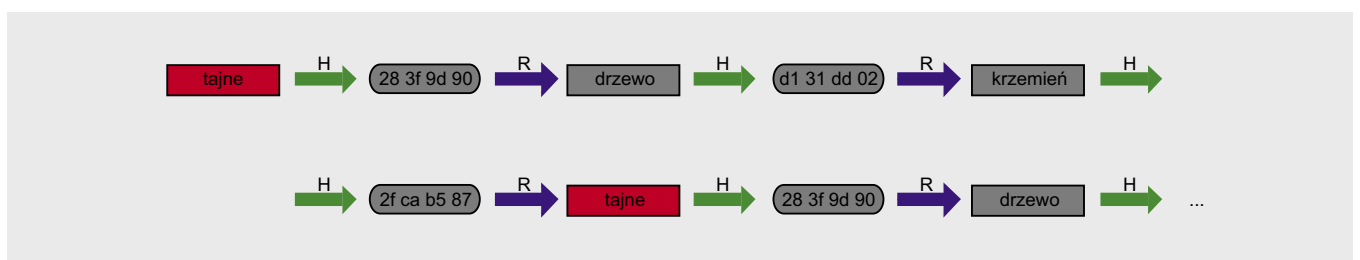 tajne H 28 3f 9d 90 R drzewo H d1 31 dd 02 R krzemień H
H 2f ca b5 87 R tajne H 28 3f 9d 90 R drzewo H ...